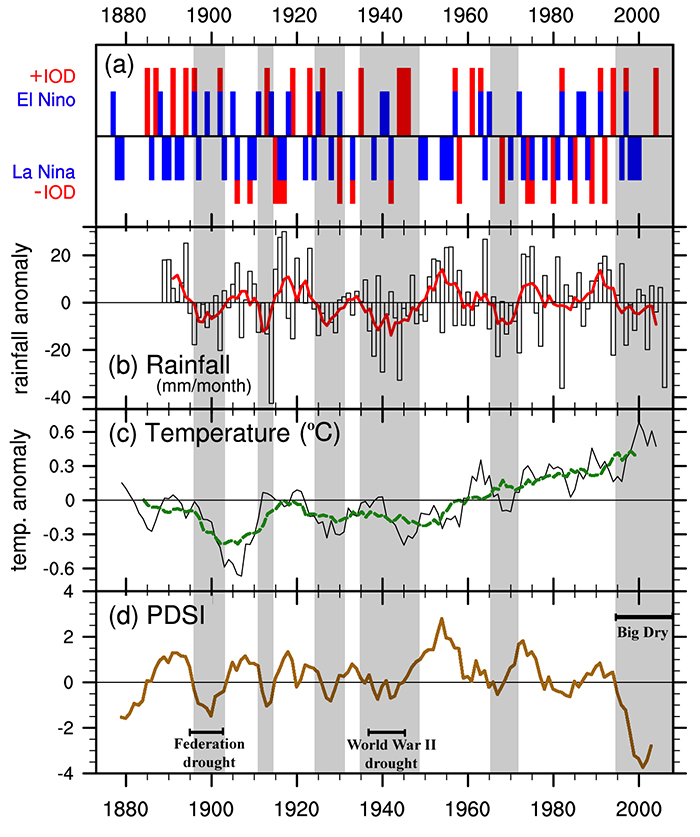 1880 1900 1920 1940 1960 1980 2000
(a)
+IOD
El Nino
La Nina
-IOD
20
0
-20
-40
rainfall anomaly
(b) Rainfall
(mm/month)
(c) Temperature (ºC)
0.6
0.3
0
-0.3
-0.6
temp. anomaly
4
(d) PDSI
2
0
-2
-4
Big Dry
Federation
drought
World War II
drought
1880 1900 1920 1940 1960 1980 2000